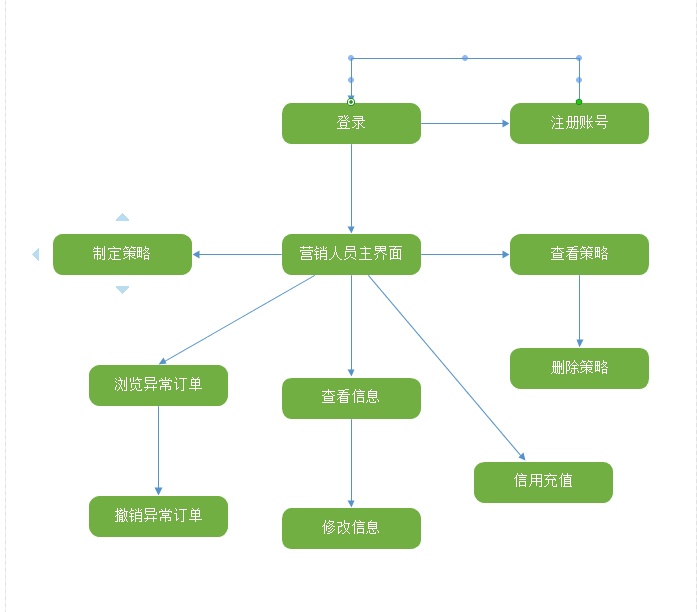 登录
注册账号
制定策略
营销人员主界面
查看策略
删除策略
浏览异常订单
查看信息
信用充值
撤销异常订单
修改信息